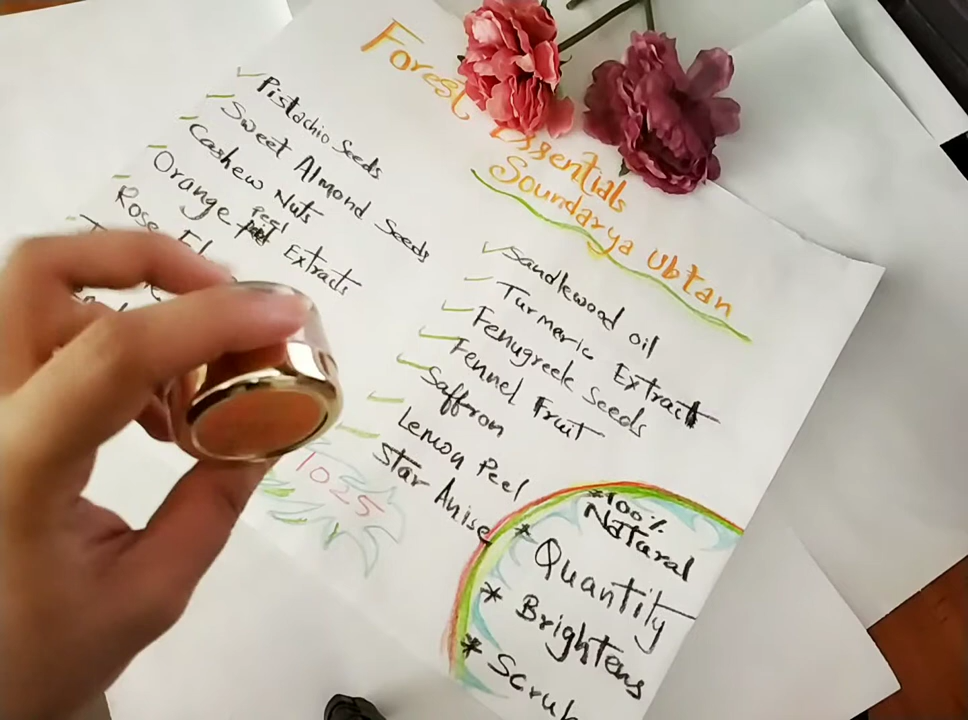 Forest Essentials
Soundarya Ubtan
Pistachio Seeds
Sweet Almond Seeds
Cashew Nuts
Orange peel Extracts
Rose
Sandlewood oil
Turmeric Extract
Fenugreek Seeds
Fennel Fruit
Saffron
Lemon Peel
Star Anise
1025
*100%
Natural
* Quantity
* Brightens
* Scrub